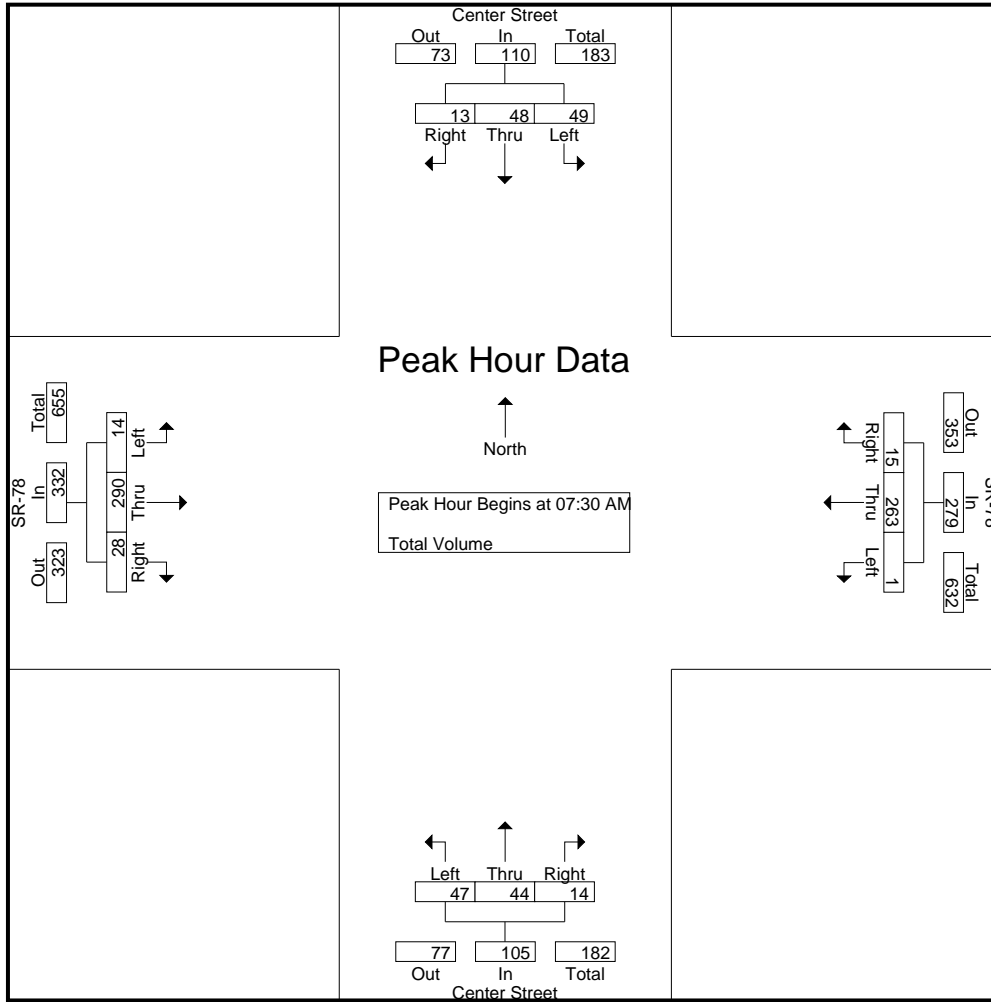 Center Street
Out In Total
73 110 183
13 48 49
Right Thru Left
Peak Hour Data
North
Peak Hour Begins at 07:30 AM
Total Volume
SR-78
Total In Out
655 332 323
14 290 28
Left Thru Right
SR-78
Out In Total
353 279 632
15 263 1
Right Thru Left
Left Thru Right
47 44 14
77 105 182
Out In Total
Center Street